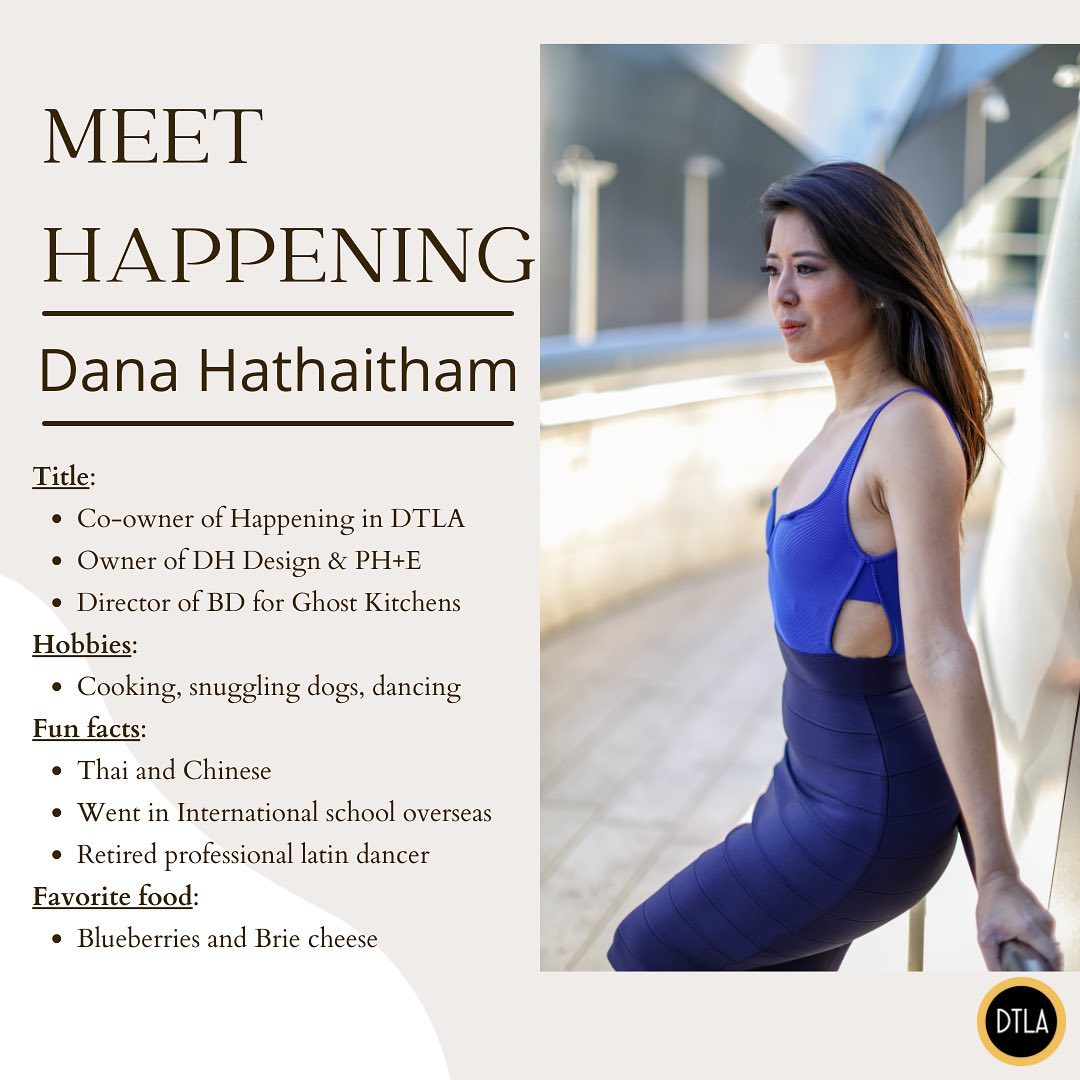 MEET
HAPPENING
Dana Hathaitham
Title:
• Co-owner of Happening in DTLA
• Owner of DH Design & PH+E
• Director of BD for Ghost Kitchens
Hobbies:
• Cooking, snuggling dogs, dancing
Fun facts:
• Thai and Chinese
• Went in International school overseas
• Retired professional latin dancer
Favorite food:
• Blueberries and Brie cheese
DTLA